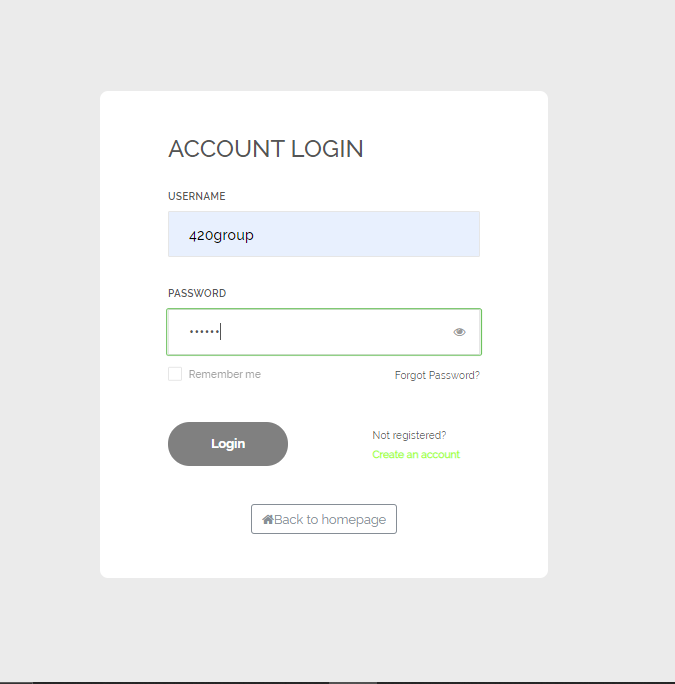 ACCOUNT LOGIN
USERNAME
420group
PASSWORD
••••••
Remember me
Forgot Password?
Login
Not registered?
Create an account
Back to homepage